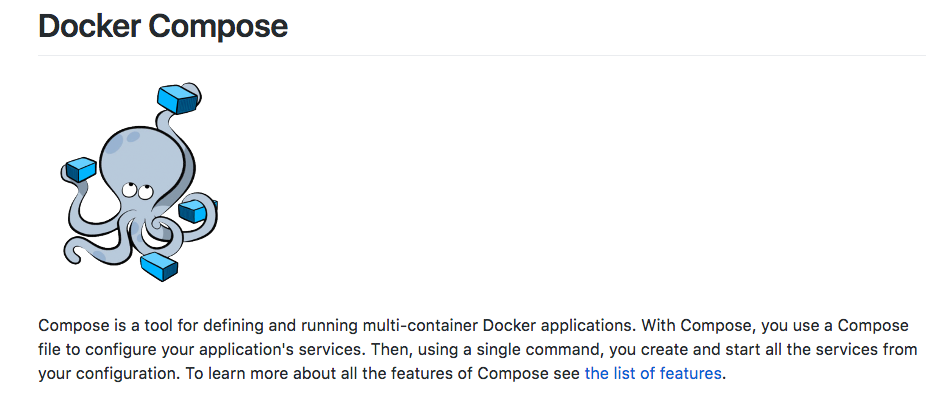 Docker Compose
Compose is a tool for defining and running multi-container Docker applications. With Compose, you use a Compose
file to configure your application's services. Then, using a single command, you create and start all the services from
your configuration. To learn more about all the features of Compose see the list of features.